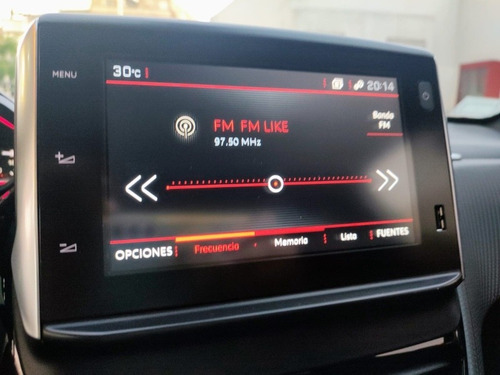 MENU
30°C
20:14
FM FM LIKE
97.50 MHz
Banda
FM
OPCIONES
Frecuencia
Memoria
Lista
FUENTES